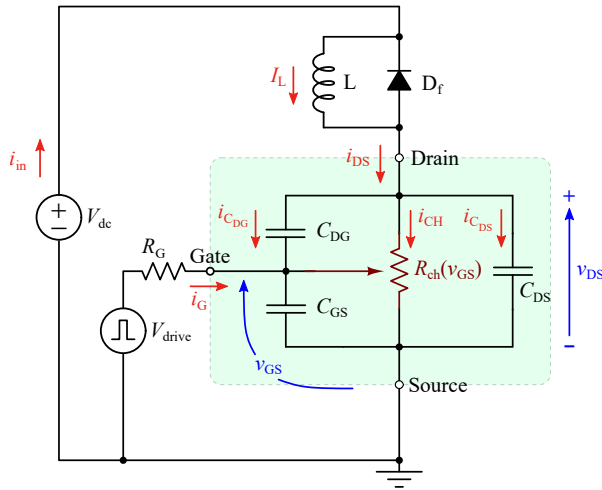 I_L
L
D_f
i_DS
Drain
i_in
+
−
V_dc
i_C_DG
i_CH
i_C_DS
+
C_DG
R_G
Gate
R_ch(v_GS)
v_DS
i_G
C_GS
C_DS
V_drive
v_GS
−
Source